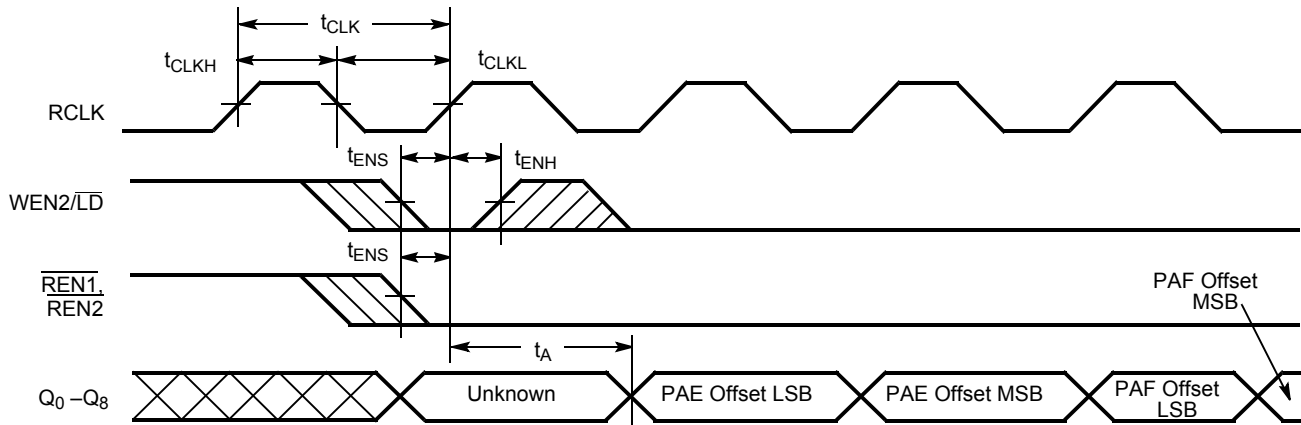 tCLK
tCLKH
tCLKL
RCLK
tENS
tENH
WEN2/LD
tENS
REN1,
REN2
PAF Offset
MSB
tA
Q0 –Q8
Unknown
PAE Offset LSB
PAE Offset MSB
PAF Offset
LSB